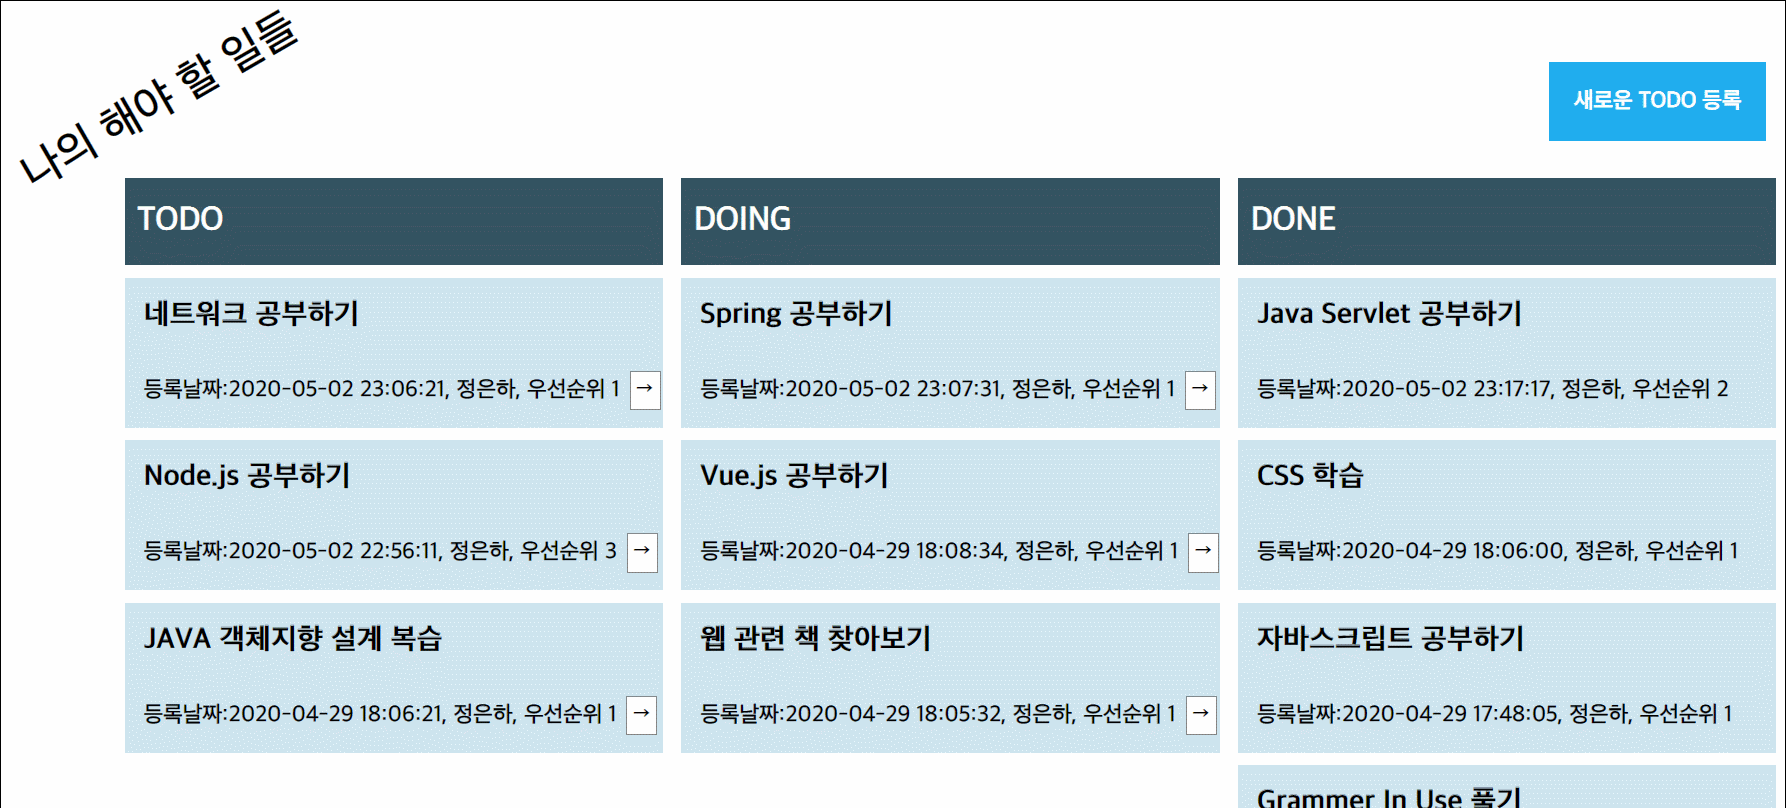 나의 해야 할 일들
새로운 TODO 등록
TODO
네트워크 공부하기
등록날짜:2020-05-02 23:06:21, 정은하, 우선순위 1 →
Node.js 공부하기
등록날짜:2020-05-02 22:56:11, 정은하, 우선순위 3 →
JAVA 객체지향 설계 복습
등록날짜:2020-04-29 18:06:21, 정은하, 우선순위 1 →
DOING
Spring 공부하기
등록날짜:2020-05-02 23:07:31, 정은하, 우선순위 1 →
Vue.js 공부하기
등록날짜:2020-04-29 18:08:34, 정은하, 우선순위 1 →
웹 관련 책 찾아보기
등록날짜:2020-04-29 18:05:32, 정은하, 우선순위 1 →
DONE
Java Servlet 공부하기
등록날짜:2020-05-02 23:17:17, 정은하, 우선순위 2
CSS 학습
등록날짜:2020-04-29 18:06:00, 정은하, 우선순위 1
자바스크립트 공부하기
등록날짜:2020-04-29 17:48:05, 정은하, 우선순위 1
Grammer In Use 풀기